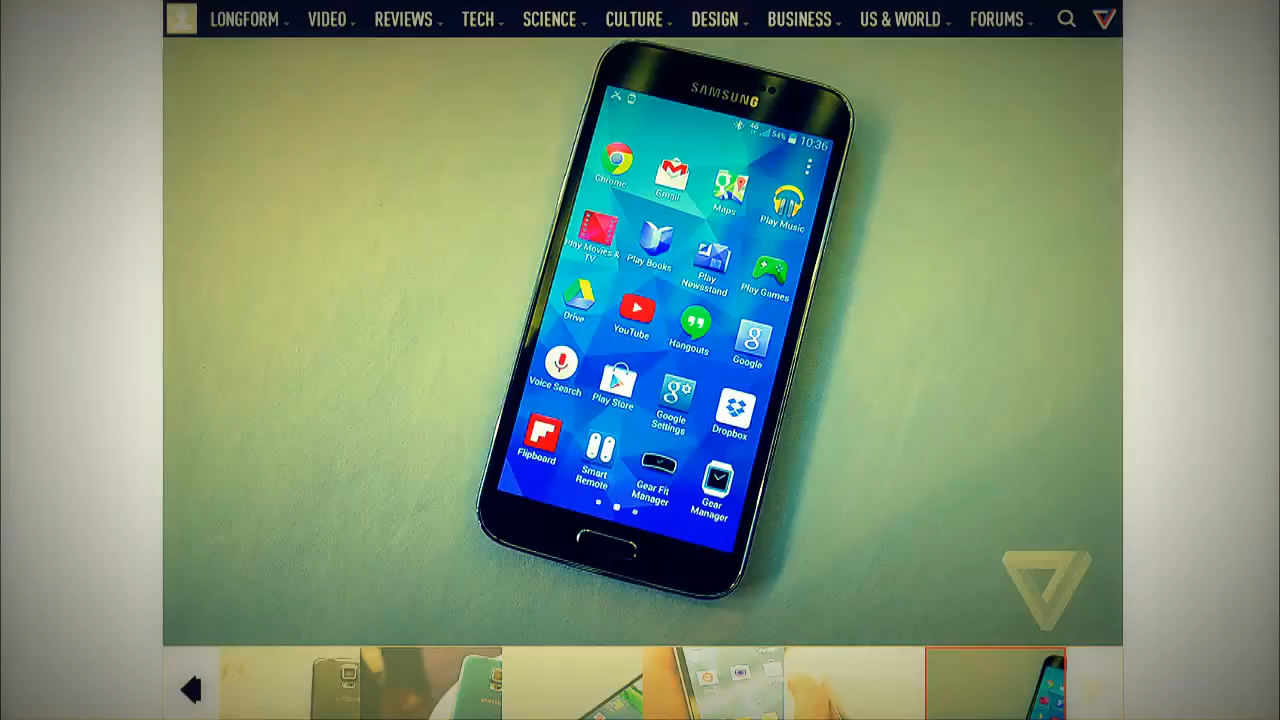 LONGFORM VIDEO REVIEWS TECH SCIENCE CULTURE DESIGN BUSINESS US & WORLD FORUMS
SAMSUNG
4G 54% 10:36
Chrome Gmail Maps Play Music
Play Movies & TV Play Books Play Newsstand Play Games
Drive YouTube Hangouts Google
Voice Search Play Store Google Settings Dropbox
Flipboard Smart Remote Gear Fit Manager Gear Manager